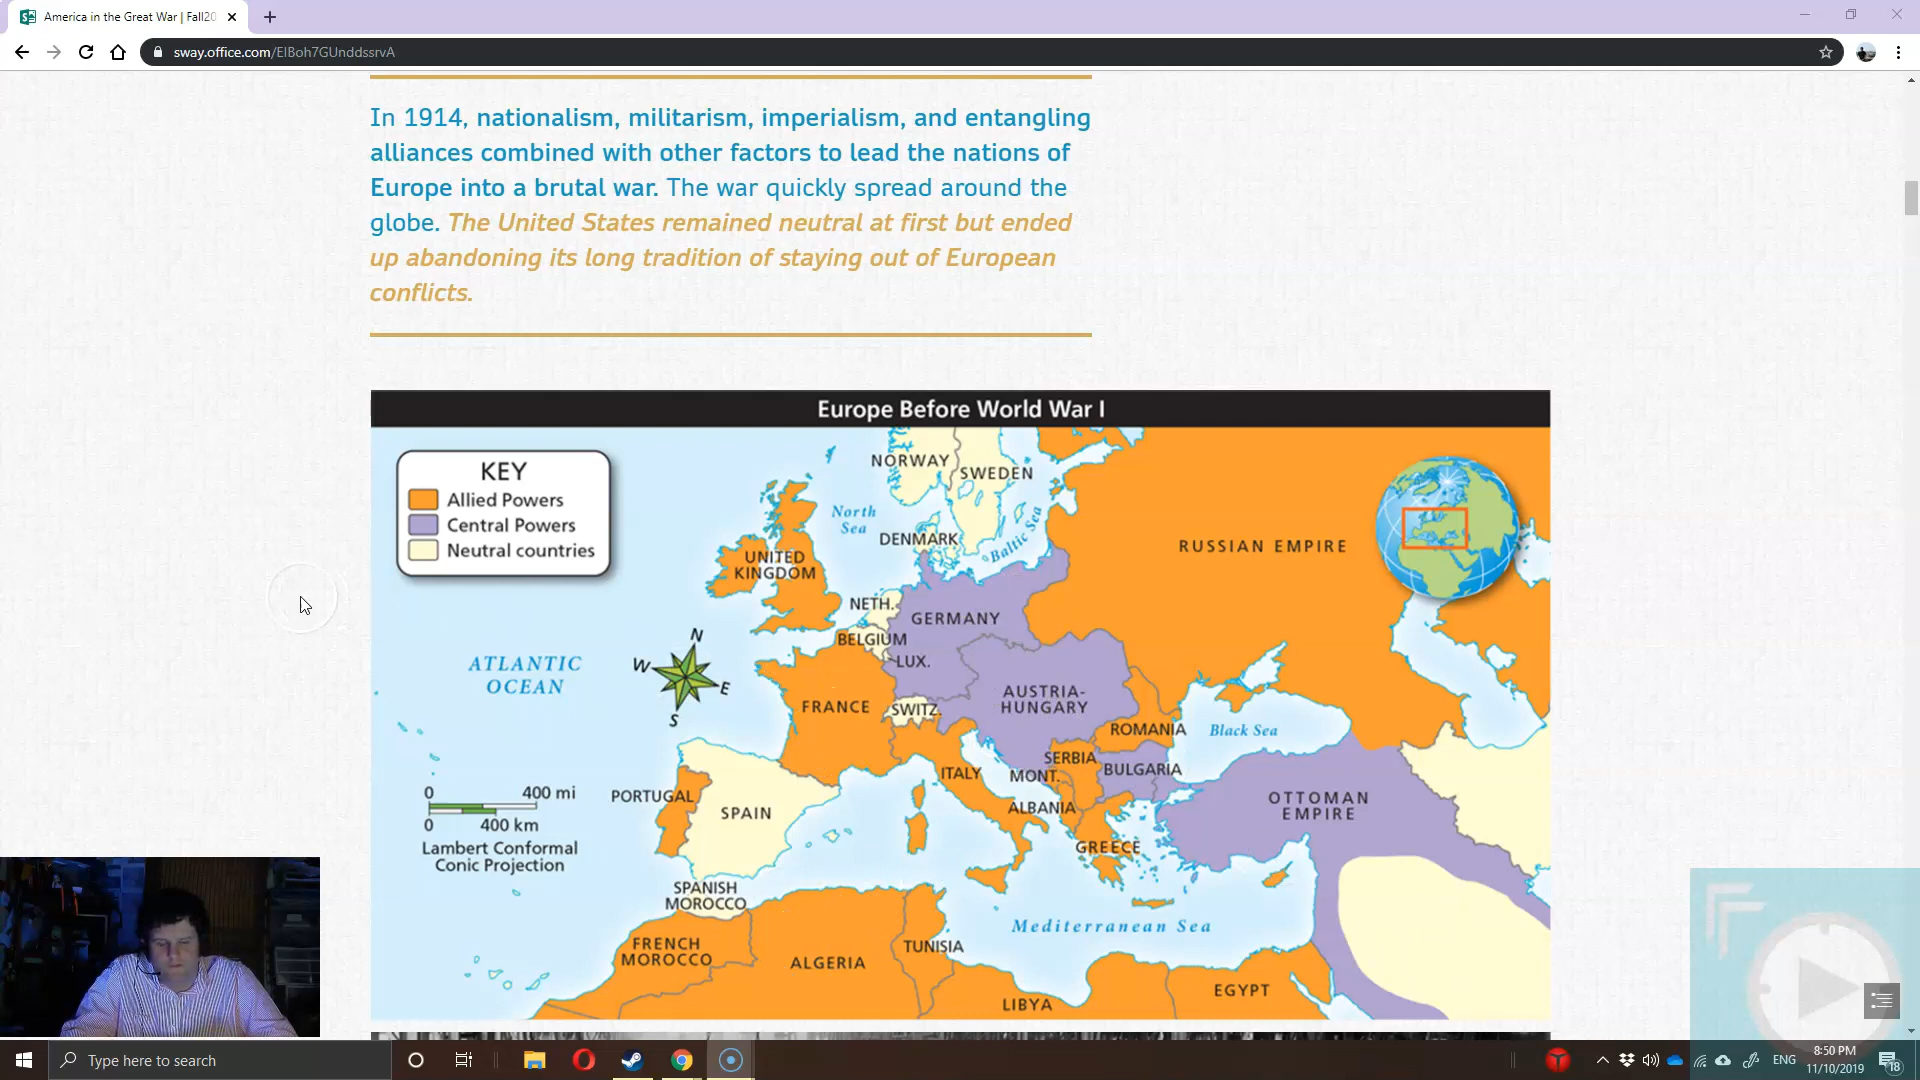 America in the Great War | Fall20
sway.office.com/EIBoh7GUnddssrvA
In 1914, nationalism, militarism, imperialism, and entangling
alliances combined with other factors to lead the nations of
Europe into a brutal war. The war quickly spread around the
globe. The United States remained neutral at first but ended
up abandoning its long tradition of staying out of European
conflicts.
Europe Before World War I
KEY
Allied Powers
Central Powers
Neutral countries
NORWAY
SWEDEN
North
Sea
DENMARK
Baltic Sea
UNITED
KINGDOM
RUSSIAN EMPIRE
NETH.
GERMANY
BELGIUM
LUX.
ATLANTIC
OCEAN
N
W
E
S
FRANCE
SWITZ.
AUSTRIA-
HUNGARY
ROMANIA
Black Sea
SERBIA
ITALY
MONT.
BULGARIA
PORTUGAL
SPAIN
ALBANIA
OTTOMAN
EMPIRE
GREECE
0
400 mi
0
400 km
Lambert Conformal
Conic Projection
SPANISH
MOROCCO
Mediterranean Sea
FRENCH
MOROCCO
ALGERIA
TUNISIA
LIBYA
EGYPT
Type here to search
ENG
8:50 PM
11/10/2019
18